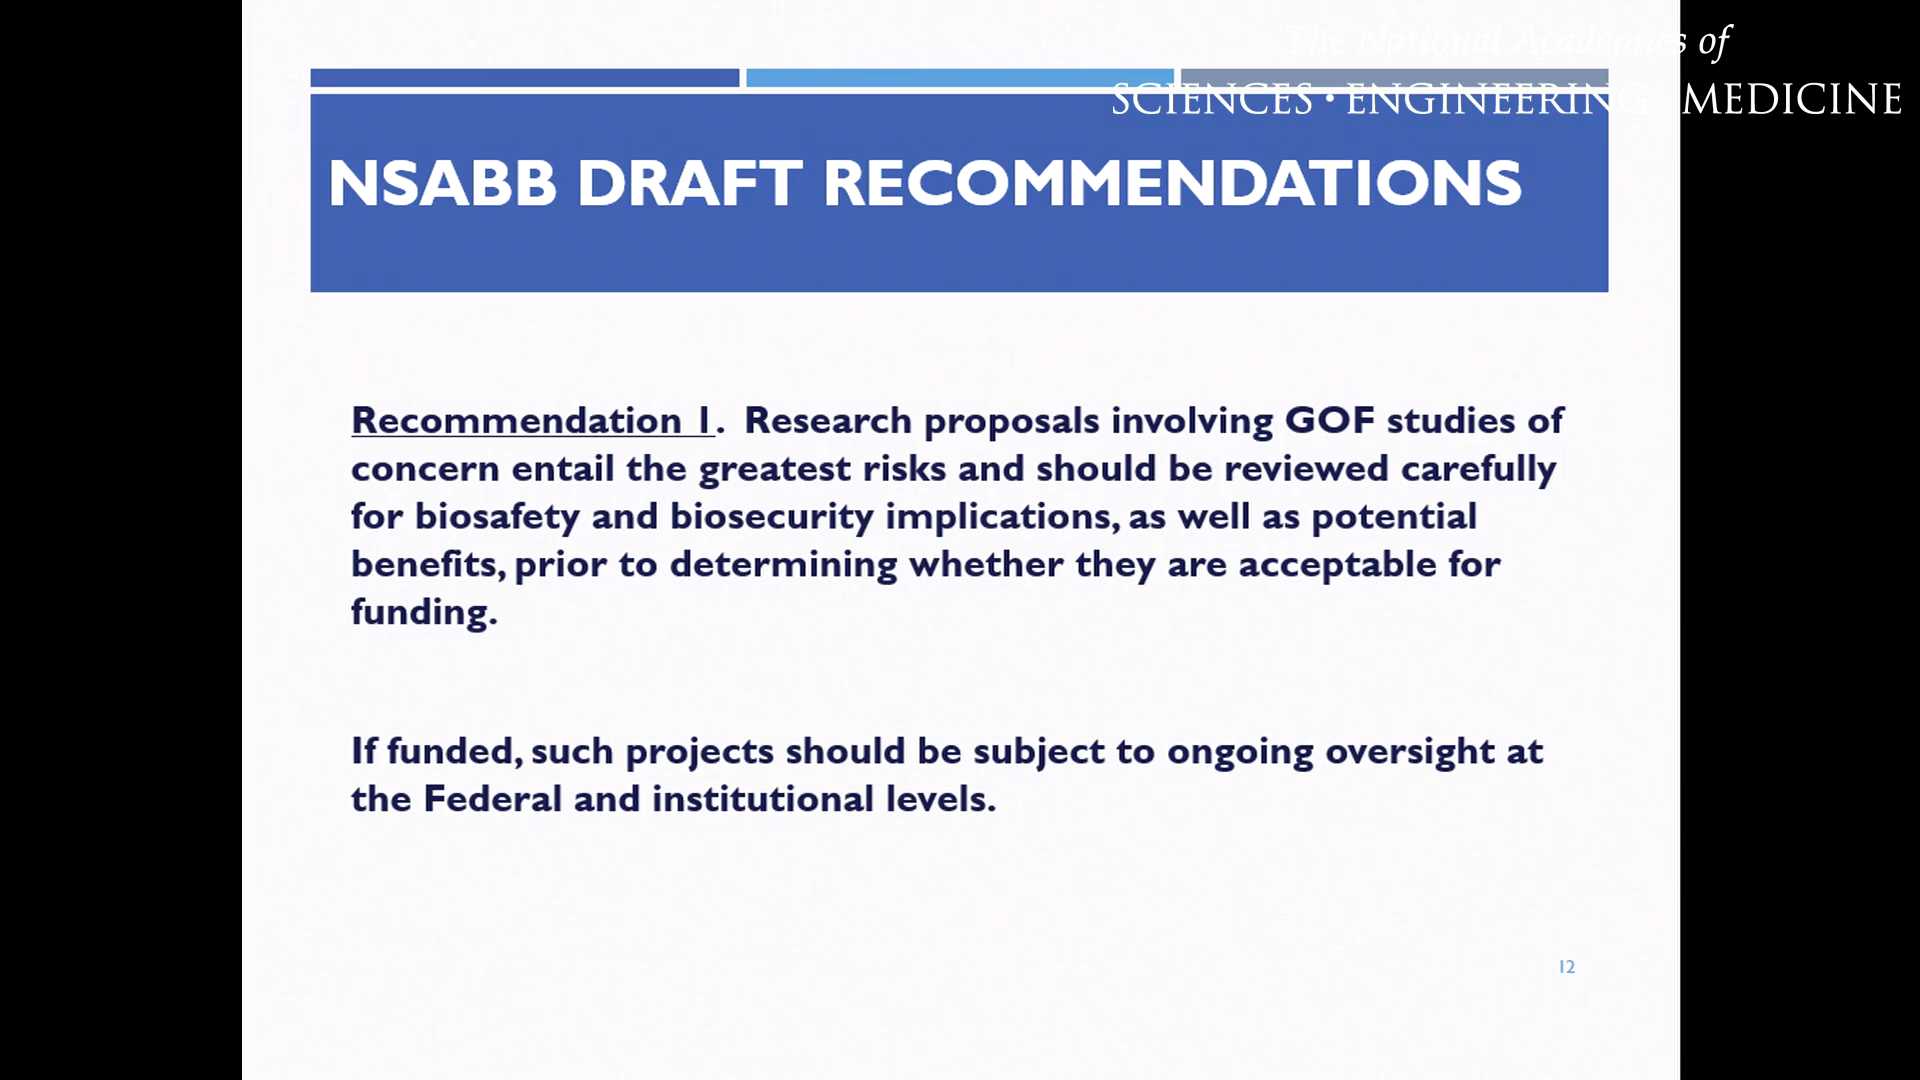 The National Academies of
SCIENCES · ENGINEERING · MEDICINE
NSABB DRAFT RECOMMENDATIONS
Recommendation 1. Research proposals involving GOF studies of
concern entail the greatest risks and should be reviewed carefully
for biosafety and biosecurity implications, as well as potential
benefits, prior to determining whether they are acceptable for
funding.
If funded, such projects should be subject to ongoing oversight at
the Federal and institutional levels.
12